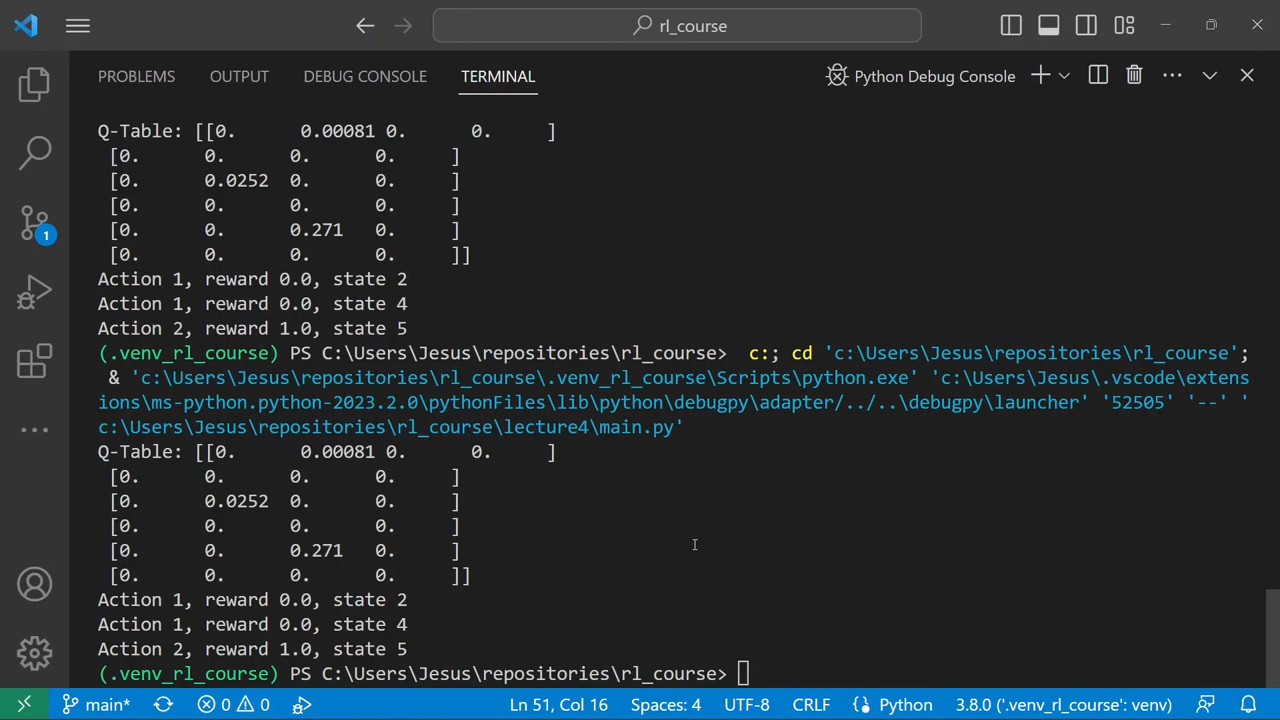 rl_course
PROBLEMS OUTPUT DEBUG CONSOLE TERMINAL Python Debug Console
Q-Table: [[0. 0.00081 0. 0. ]
[0. 0. 0. 0. ]
[0. 0.0252 0. 0. ]
[0. 0. 0. 0. ]
[0. 0. 0.271 0. ]
[0. 0. 0. 0. ]]
Action 1, reward 0.0, state 2
Action 1, reward 0.0, state 4
Action 2, reward 1.0, state 5
(.venv_rl_course) PS C:\Users\Jesus\repositories\rl_course> c:; cd 'c:\Users\Jesus\repositories\rl_course';
& 'c:\Users\Jesus\repositories\rl_course\.venv_rl_course\Scripts\python.exe' 'c:\Users\Jesus\.vscode\extens
ions\ms-python.python-2023.2.0\pythonFiles\lib\python\debugpy\adapter/../..\debugpy\launcher' '52505' '--' '
c:\Users\Jesus\repositories\rl_course\lecture4\main.py'
Q-Table: [[0. 0.00081 0. 0. ]
[0. 0. 0. 0. ]
[0. 0.0252 0. 0. ]
[0. 0. 0. 0. ]
[0. 0. 0.271 0. ]
[0. 0. 0. 0. ]]
Action 1, reward 0.0, state 2
Action 1, reward 0.0, state 4
Action 2, reward 1.0, state 5
(.venv_rl_course) PS C:\Users\Jesus\repositories\rl_course>
1
main* 0 0 Ln 51, Col 16 Spaces: 4 UTF-8 CRLF {} Python 3.8.0 ('.venv_rl_course': venv)